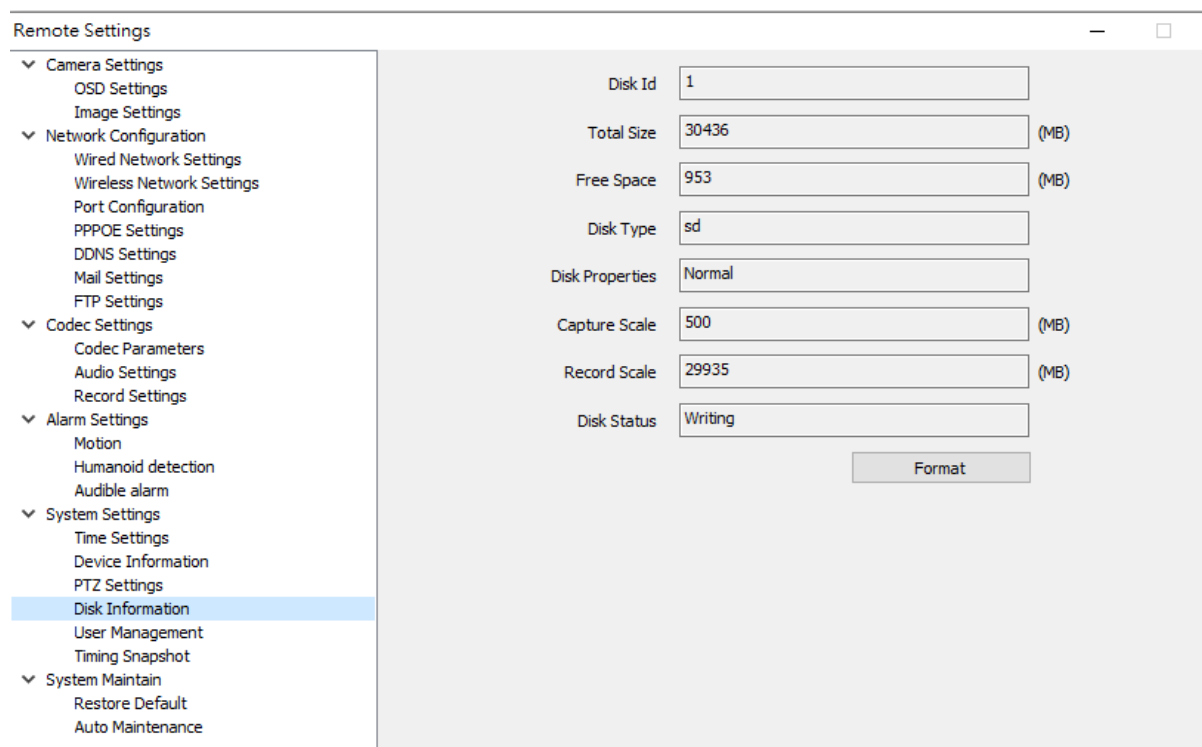 Remote Settings
Camera Settings
OSD Settings
Image Settings
Network Configuration
Wired Network Settings
Wireless Network Settings
Port Configuration
PPPOE Settings
DDNS Settings
Mail Settings
FTP Settings
Codec Settings
Codec Parameters
Audio Settings
Record Settings
Alarm Settings
Motion
Humanoid detection
Audible alarm
System Settings
Time Settings
Device Information
PTZ Settings
Disk Information
User Management
Timing Snapshot
System Maintain
Restore Default
Auto Maintenance
Disk Id 1
Total Size 30436 (MB)
Free Space 953 (MB)
Disk Type sd
Disk Properties Normal
Capture Scale 500 (MB)
Record Scale 29935 (MB)
Disk Status Writing
Format